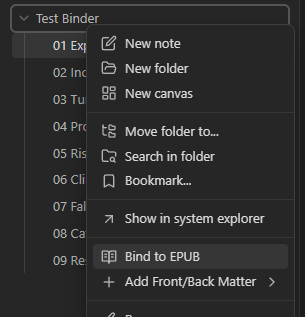 Test Binder
01 Exp
02 Inc
03 Tu
04 Pro
05 Ris
06 Cli
07 Fal
08 Ca
09 Res
New note
New folder
New canvas
Move folder to...
Search in folder
Bookmark...
Show in system explorer
Bind to EPUB
Add Front/Back Matter